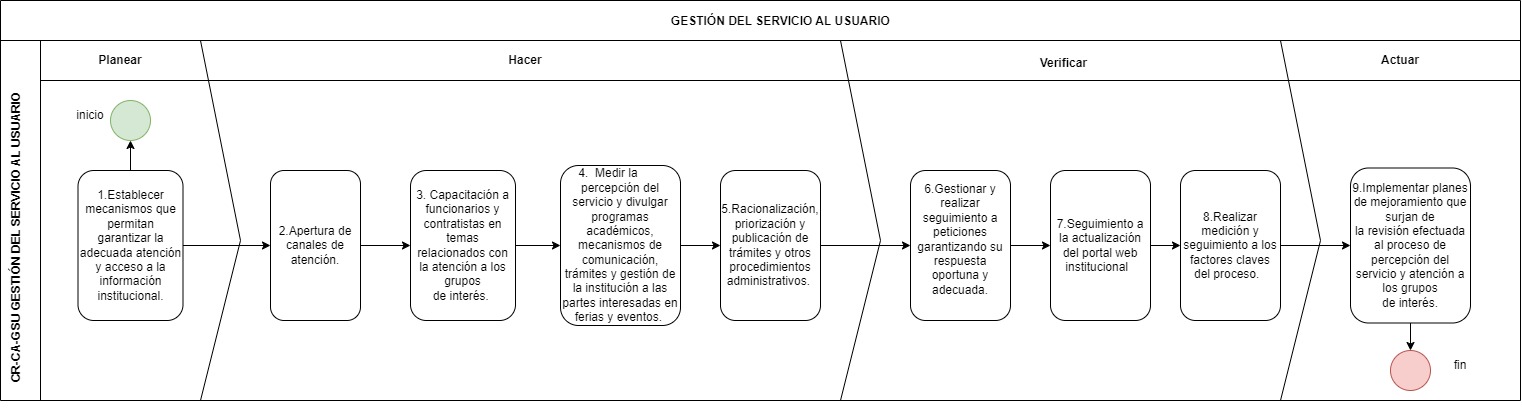 GESTIÓN DEL SERVICIO AL USUARIO
CR-CA-GSU GESTIÓN DEL SERVICIO AL USUARIO
Planear
Hacer
Verificar
Actuar
inicio
1.Establecer
mecanismos que
permitan
garantizar la
adecuada atención
y acceso a la
información
institucional.
2.Apertura de
canales de
atención.
3. Capacitación a
funcionarios y
contratistas en
temas
relacionados con
la atención a los
grupos
de interés.
4. Medir la
percepción del
servicio y divulgar
programas
académicos,
mecanismos de
comunicación,
trámites y gestión de
la institución a las
partes interesadas en
ferias y eventos.
5.Racionalización,
priorización y
publicación de
trámites y otros
procedimientos
administrativos.
6.Gestionar y
realizar
seguimiento a
peticiones
garantizando su
respuesta
oportuna y
adecuada.
7.Seguimiento a
la actualización
del portal web
institucional
8.Realizar
medición y
seguimiento a los
factores claves
del proceso.
9.Implementar planes
de mejoramiento que
surjan de
la revisión efectuada
al proceso de
percepción del
servicio y atención a
los grupos
de interés.
fin